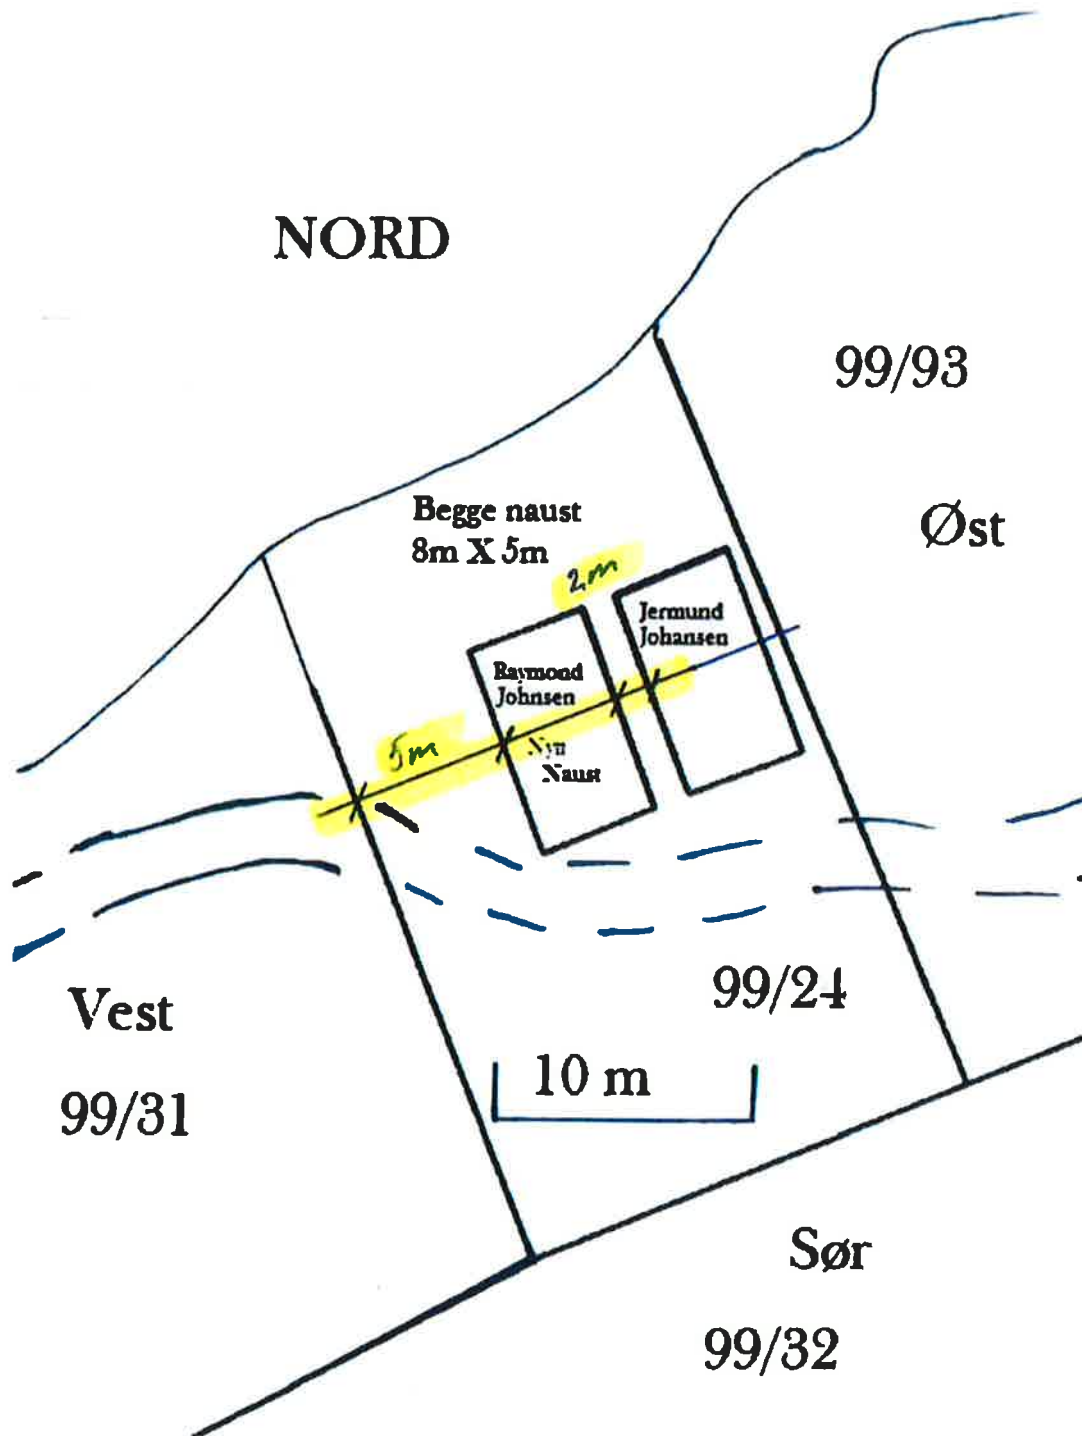 NORD
99/93
Øst
Begge naust
8m X 5m
2m
Jermund
Johansen
Raymond
Johnsen
5m
Naust
99/24
Vest
10 m
99/31
Sør
99/32